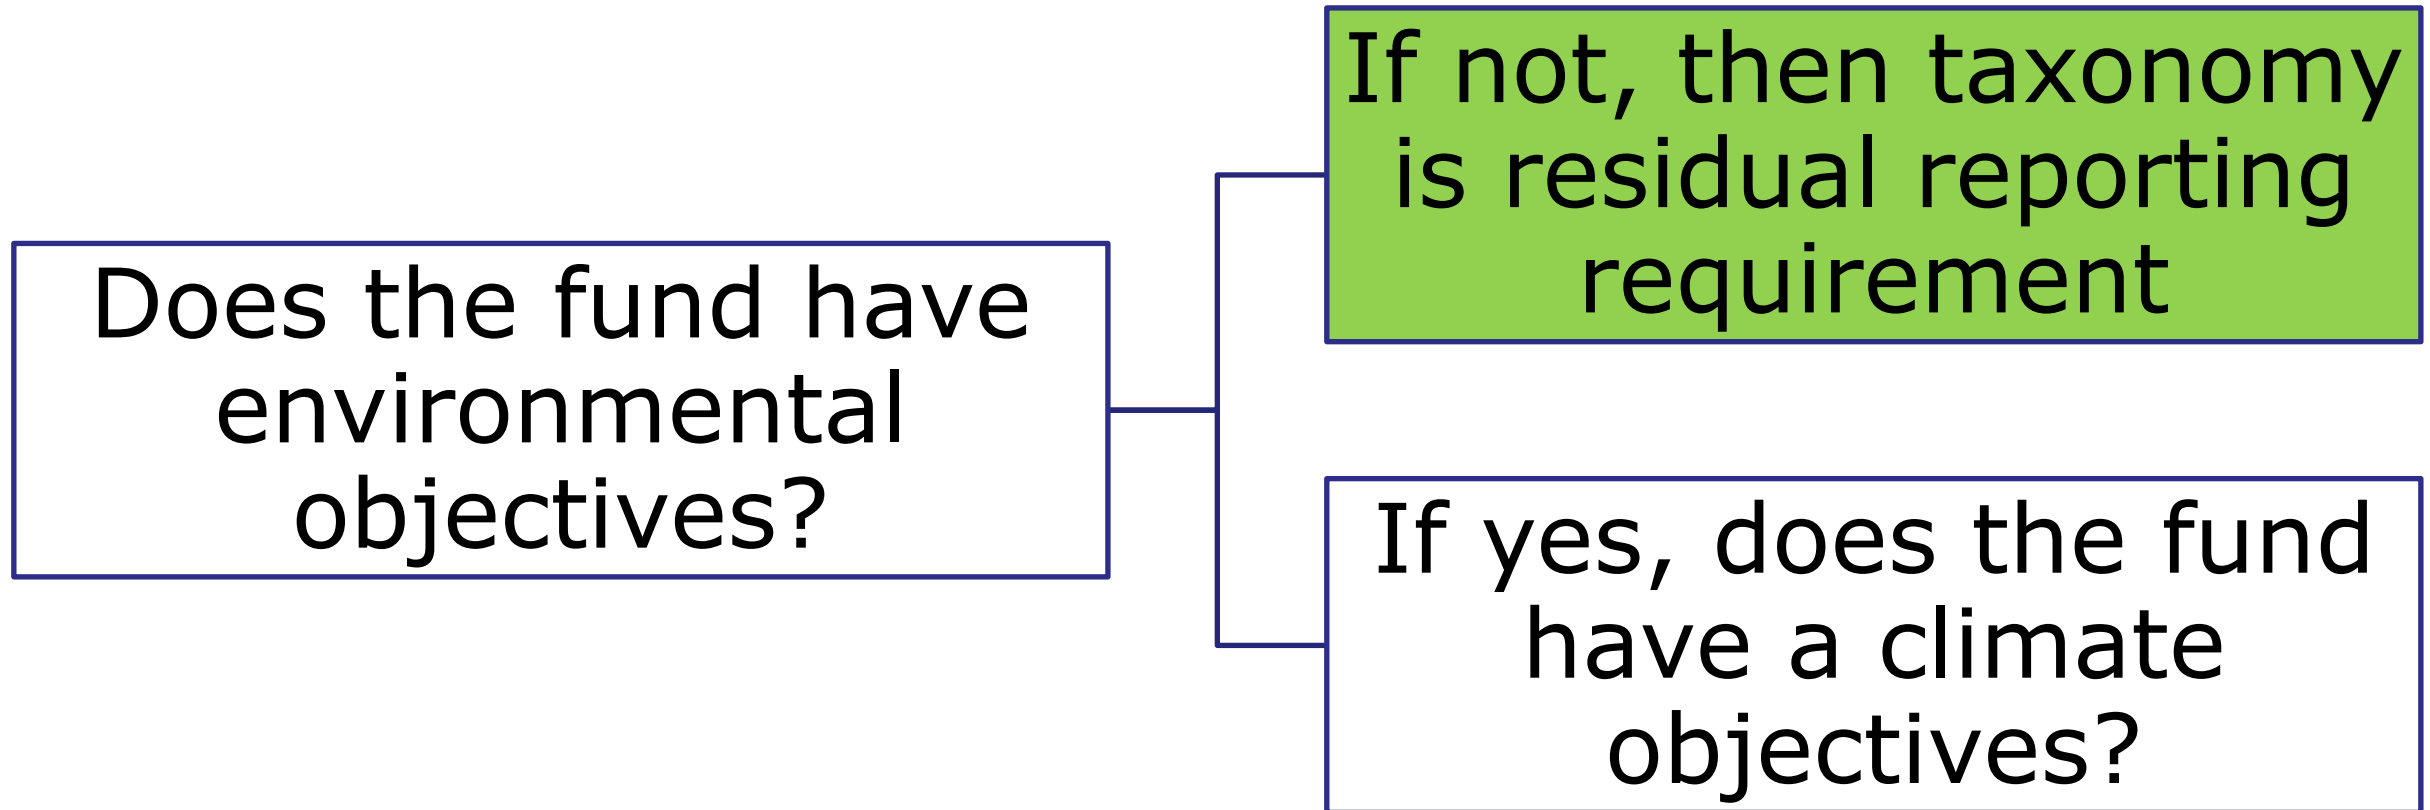 Does the fund have
environmental
objectives?
If not, then taxonomy
is residual reporting
requirement
If yes, does the fund
have a climate
objectives?